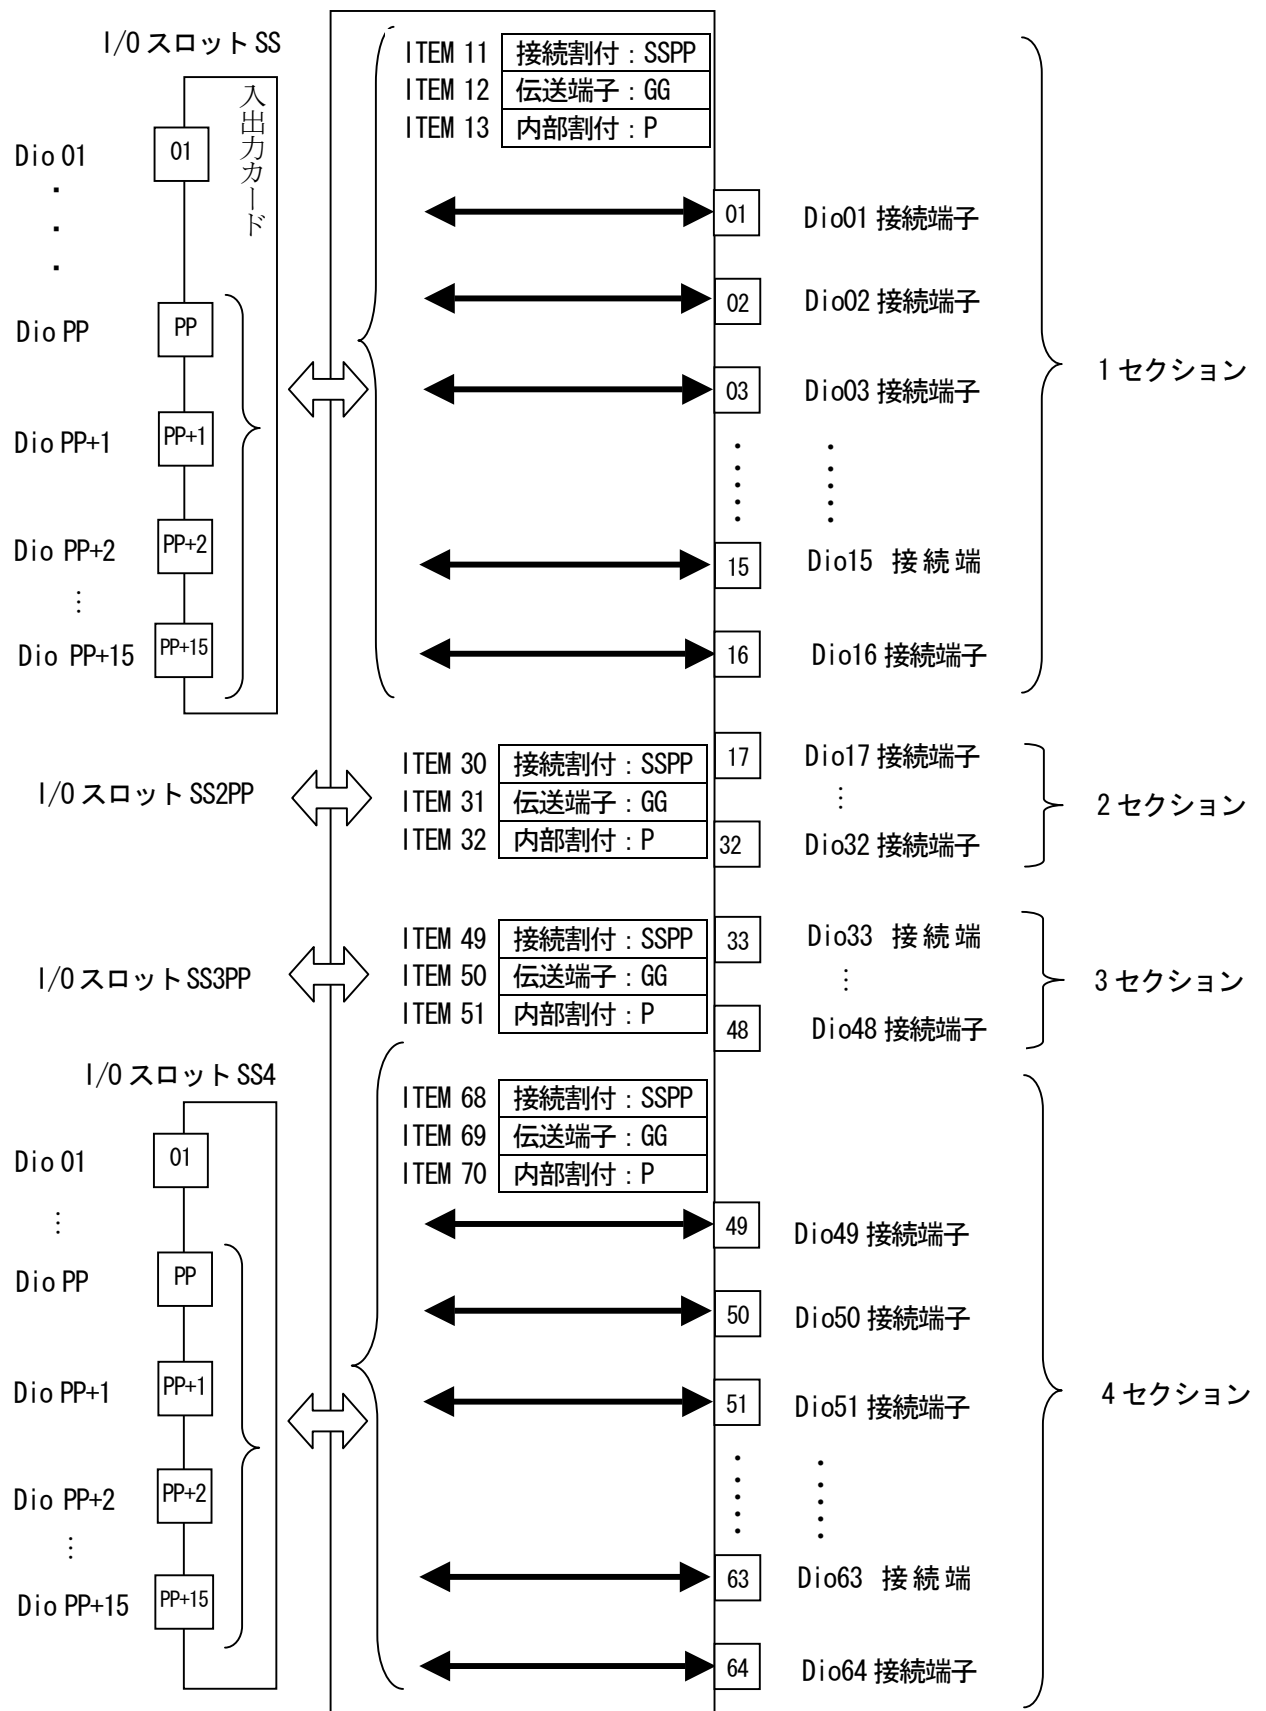 I/O スロット SS
入出力カード
Dio 01
01
・
・
・
Dio PP
PP
Dio PP+1
PP+1
Dio PP+2
PP+2
⋮
Dio PP+15
PP+15
ITEM 11 接続割付：SSPP
ITEM 12 伝送端子：GG
ITEM 13 内部割付：P
01 Dio01 接続端子
02 Dio02 接続端子
03 Dio03 接続端子
15 Dio15 接続端
16 Dio16 接続端子
1 セクション
I/O スロット SS2PP
ITEM 30 接続割付：SSPP
ITEM 31 伝送端子：GG
ITEM 32 内部割付：P
17 Dio17 接続端子
⋮
32 Dio32 接続端子
2 セクション
I/O スロット SS3PP
ITEM 49 接続割付：SSPP
ITEM 50 伝送端子：GG
ITEM 51 内部割付：P
33 Dio33 接続端
⋮
48 Dio48 接続端子
3 セクション
I/O スロット SS4
Dio 01
01
⋮
Dio PP
PP
Dio PP+1
PP+1
Dio PP+2
PP+2
⋮
Dio PP+15
PP+15
ITEM 68 接続割付：SSPP
ITEM 69 伝送端子：GG
ITEM 70 内部割付：P
49 Dio49 接続端子
50 Dio50 接続端子
51 Dio51 接続端子
63 Dio63 接続端
64 Dio64 接続端子
4 セクション